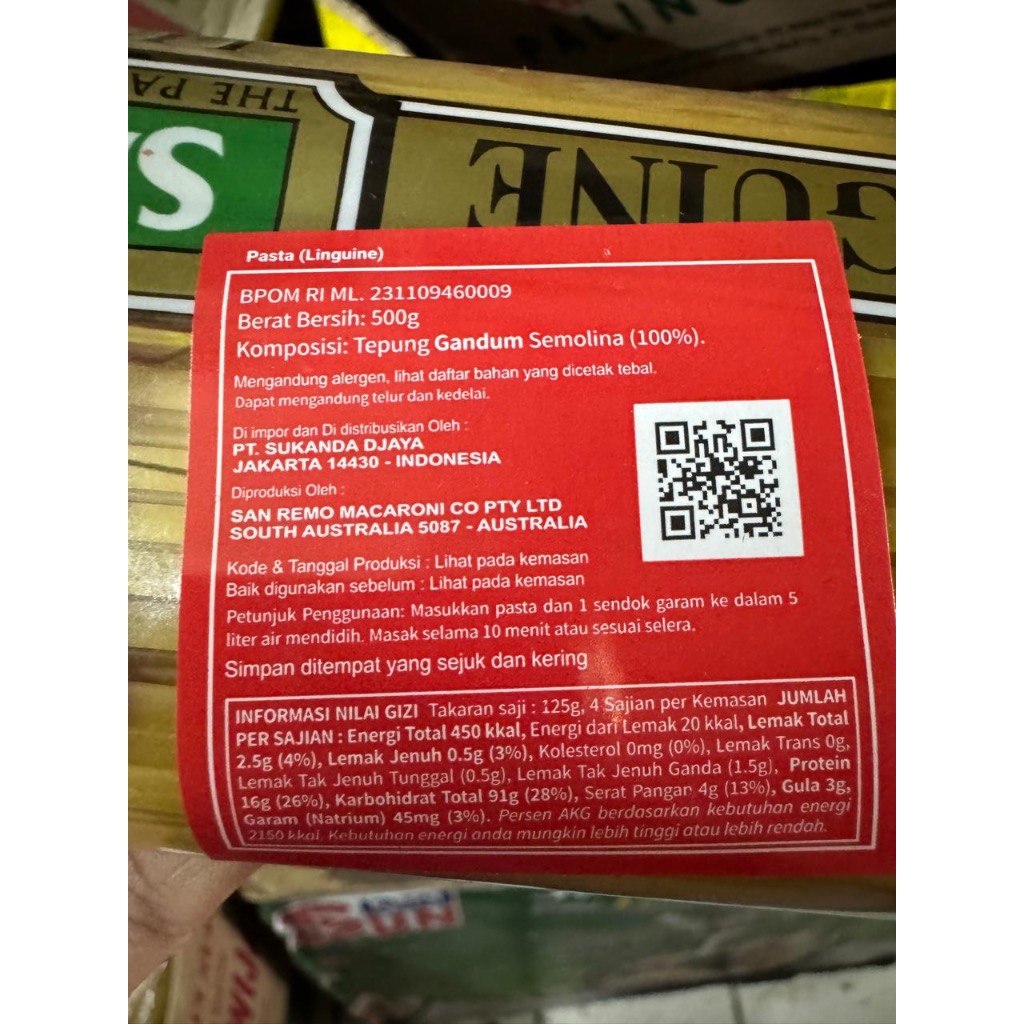 THE PA
GUINE
Pasta (Linguine)
BPOM RI ML. 231109460009
Berat Bersih: 500g
Komposisi: Tepung Gandum Semolina (100%).
Mengandung alergen, lihat daftar bahan yang dicetak tebal.
Dapat mengandung telur dan kedelai.
Di impor dan Di distribusikan Oleh :
PT. SUKANDA DJAYA
JAKARTA 14430 - INDONESIA
Diproduksi Oleh :
SAN REMO MACARONI CO PTY LTD
SOUTH AUSTRALIA 5087 - AUSTRALIA
Kode & Tanggal Produksi : Lihat pada kemasan
Baik digunakan sebelum : Lihat pada kemasan
Petunjuk Penggunaan: Masukkan pasta dan 1 sendok garam ke dalam 5
liter air mendidih. Masak selama 10 menit atau sesuai selera.
Simpan ditempat yang sejuk dan kering
INFORMASI NILAI GIZI Takaran saji : 125g, 4 Sajian per Kemasan JUMLAH
PER SAJIAN : Energi Total 450 kkal, Energi dari Lemak 20 kkal, Lemak Total
2.5g (4%), Lemak Jenuh 0.5g (3%), Kolesterol 0mg (0%), Lemak Trans 0g,
Lemak Tak Jenuh Tunggal (0.5g), Lemak Tak Jenuh Ganda (1.5g), Protein
16g (26%), Karbohidrat Total 91g (28%), Serat Pangan 4g (13%), Gula 3g,
Garam (Natrium) 45mg (3%). Persen AKG berdasarkan kebutuhan energi
2150 kkal. Kebutuhan energi anda mungkin lebih tinggi atau lebih rendah.